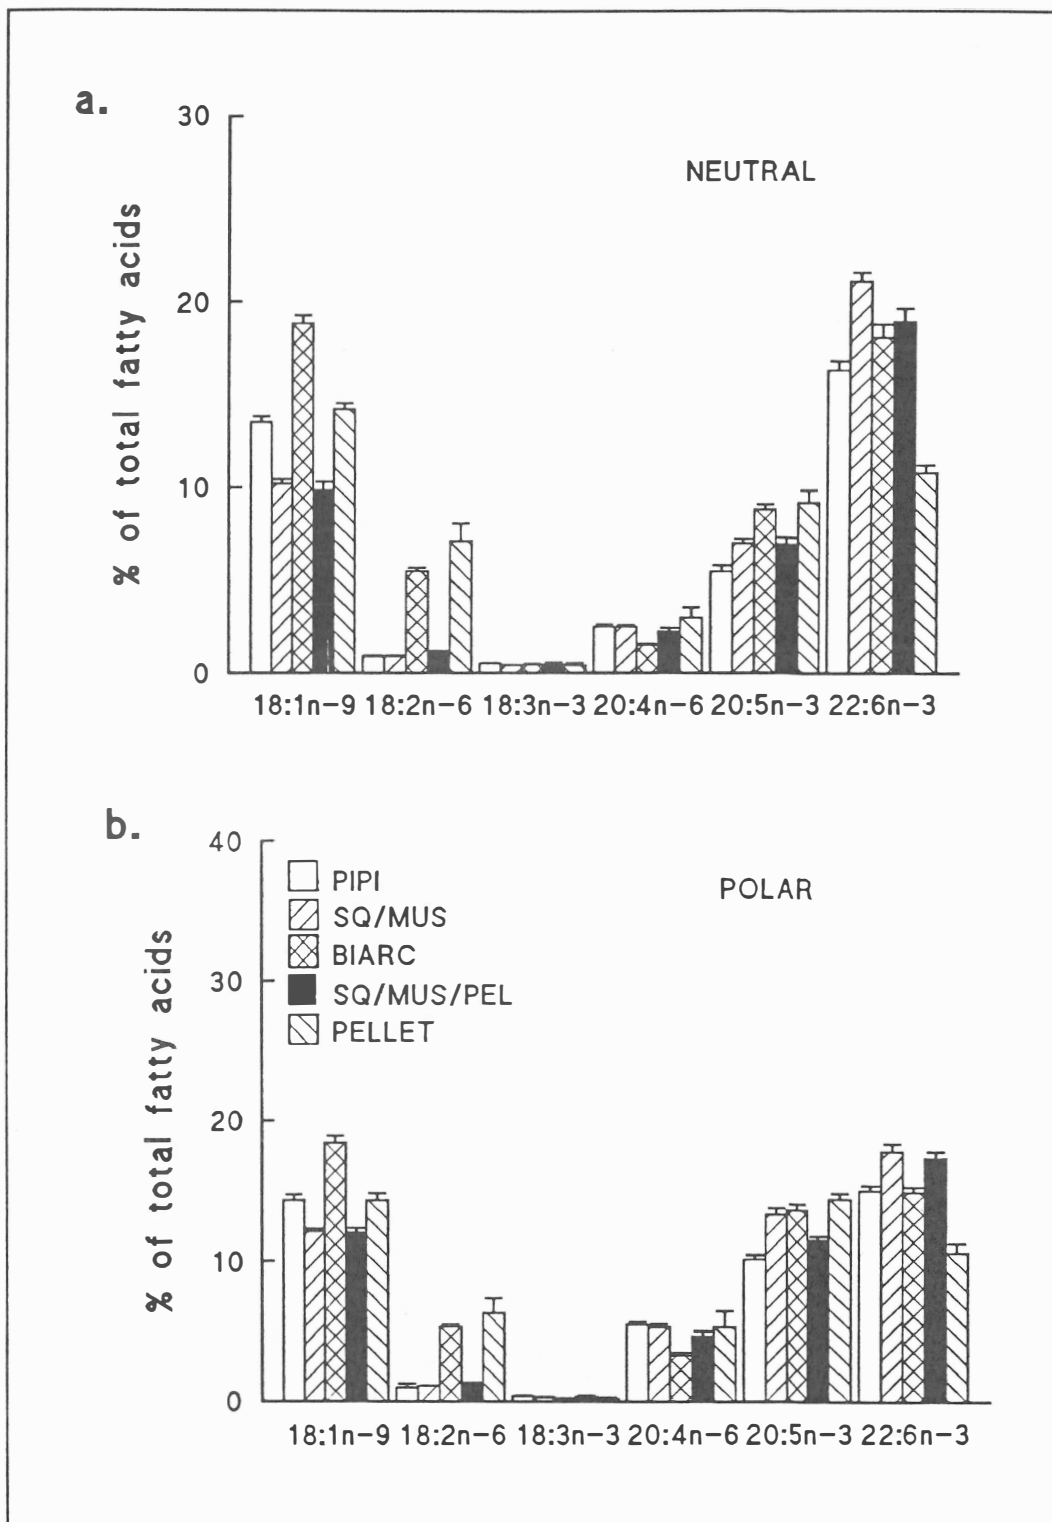 a.
NEUTRAL
% of total fatty acids
30
20
10
0
18:1n-9 18:2n-6 18:3n-3 20:4n-6 20:5n-3 22:6n-3
b.
POLAR
% of total fatty acids
40
30
20
10
0
PIPI
SQ/MUS
BIARC
SQ/MUS/PEL
PELLET
18:1n-9 18:2n-6 18:3n-3 20:4n-6 20:5n-3 22:6n-3